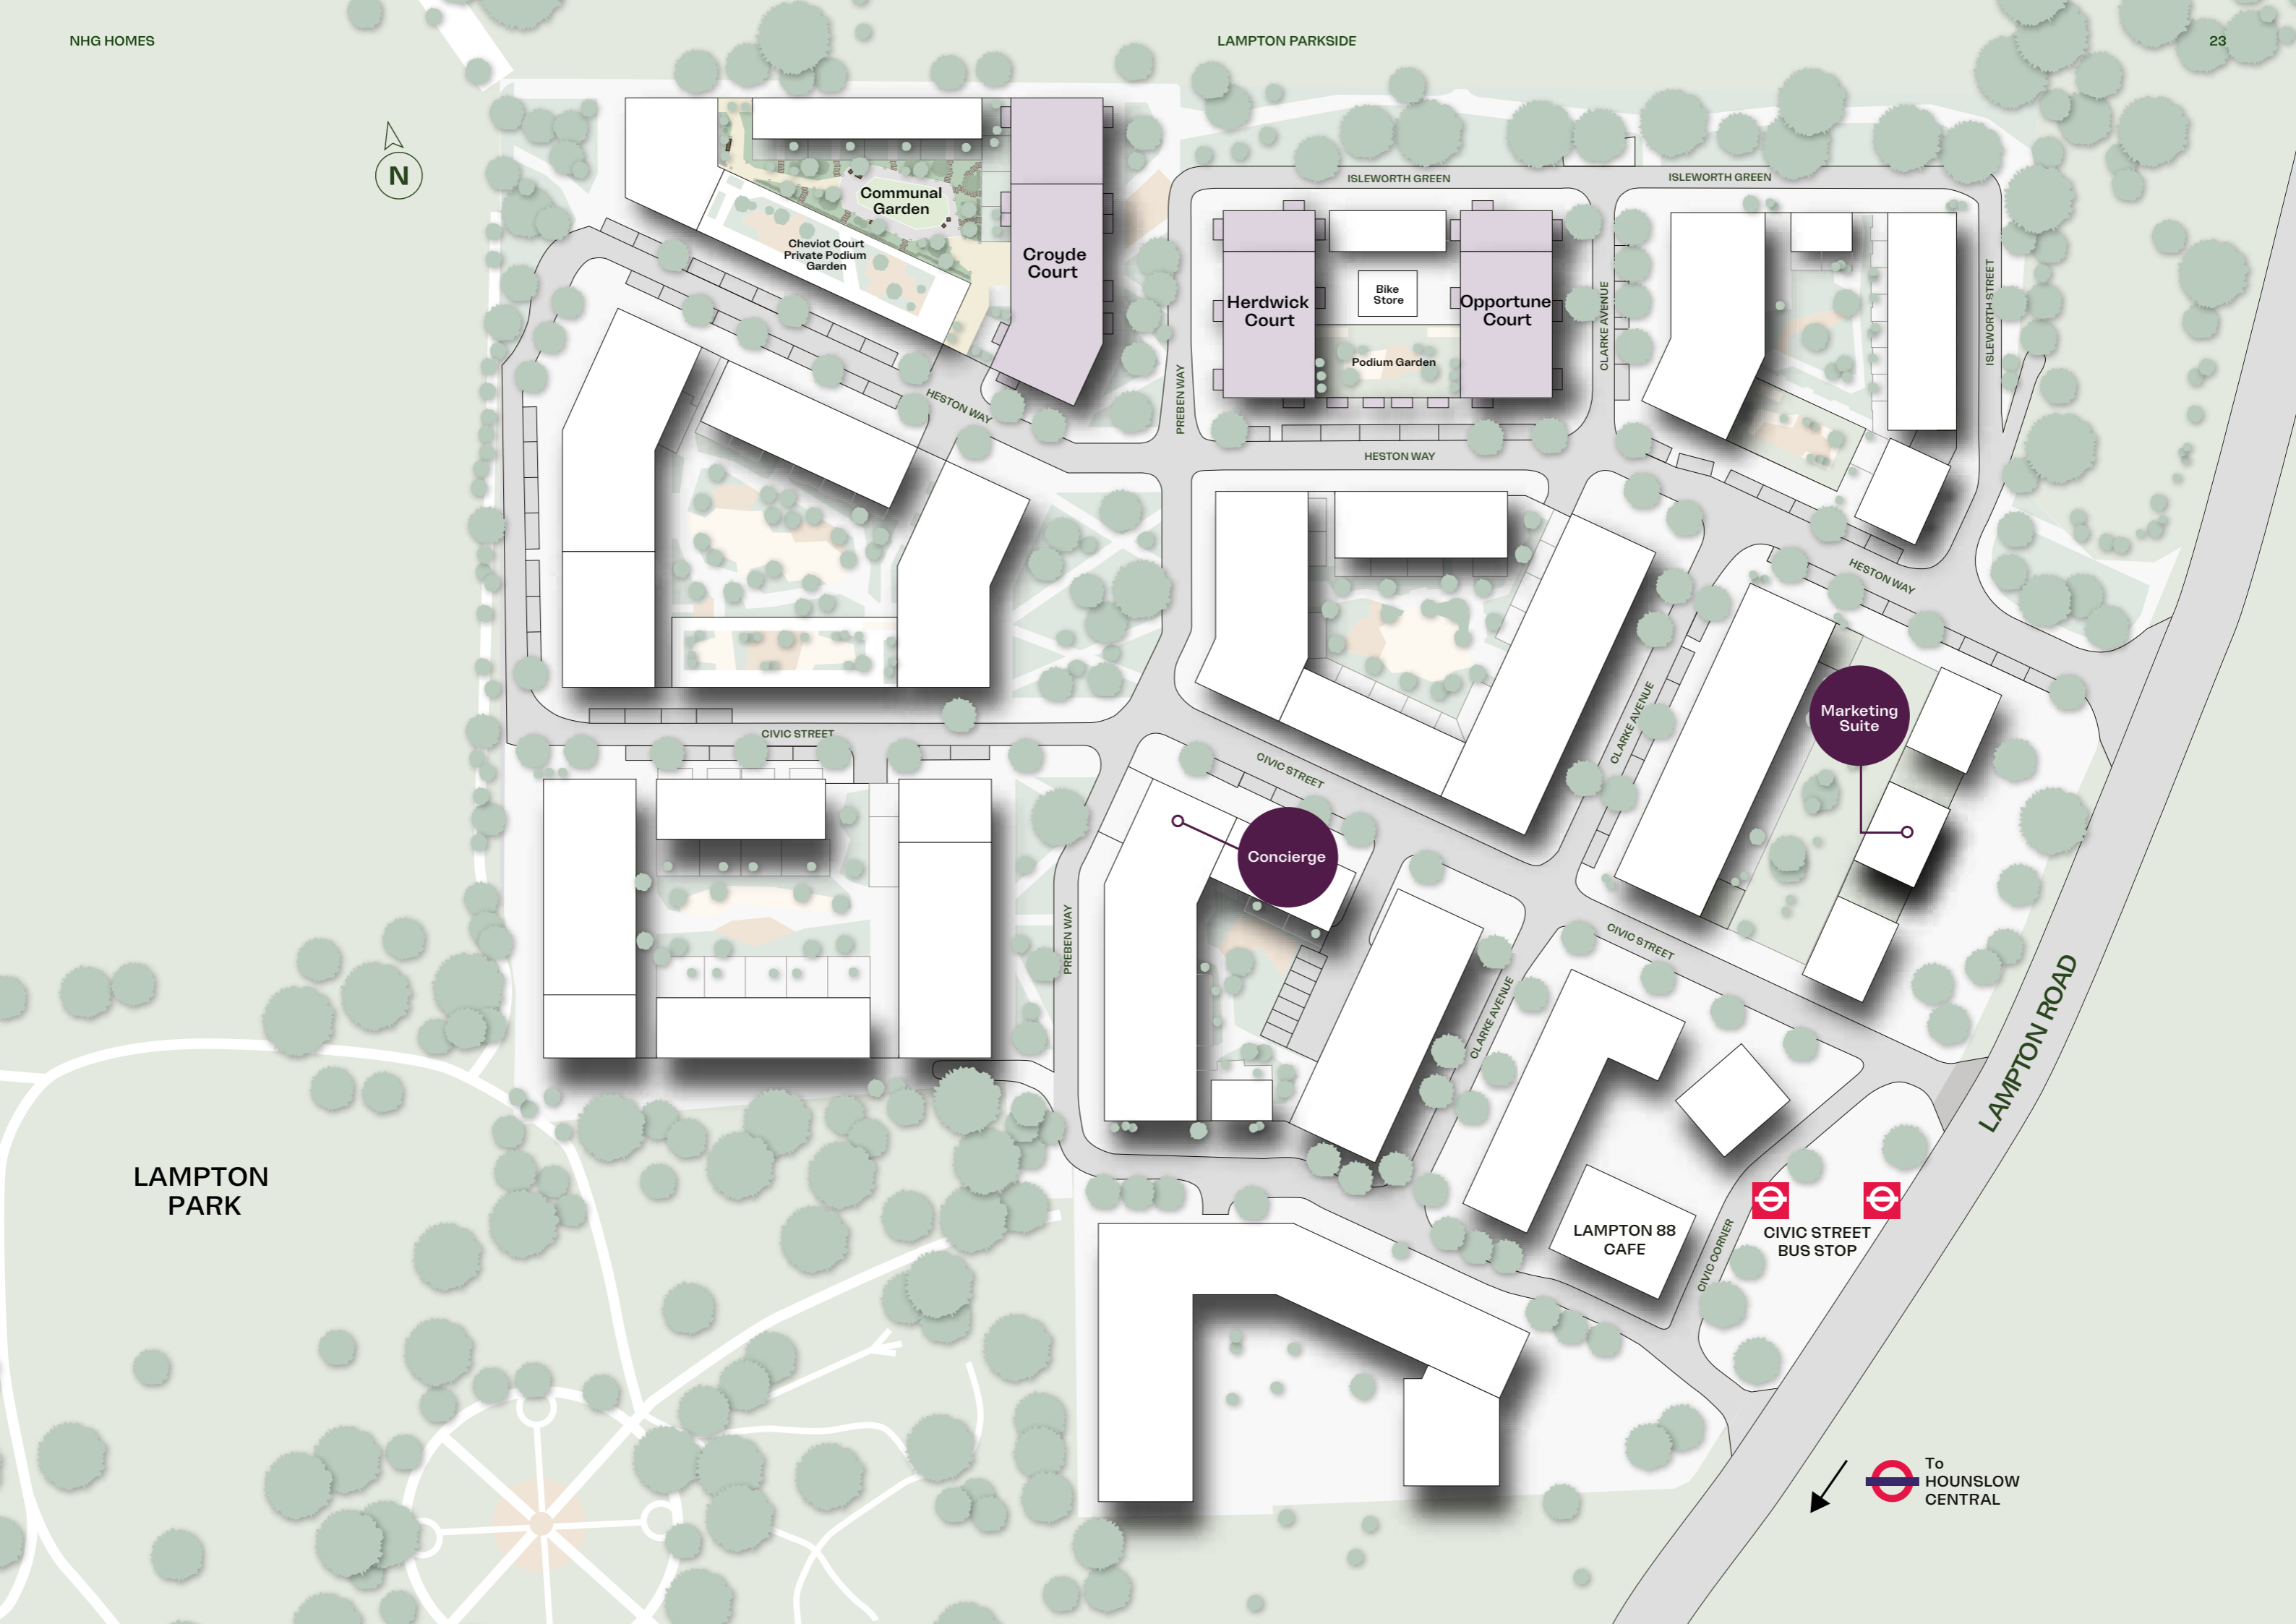 NHG HOMES
LAMPTON PARKSIDE
23
N
Communal
Garden
Cheviot Court
Private Podium
Garden
Croyde
Court
ISLEWORTH GREEN
ISLEWORTH GREEN
Herdwick
Court
Bike
Store
Opportune
Court
Podium Garden
CLARKE AVENUE
ISLEWORTH STREET
PREBEN WAY
HESTON WAY
HESTON WAY
HESTON WAY
Marketing
Suite
CLARKE AVENUE
CIVIC STREET
CIVIC STREET
Concierge
PREBEN WAY
CIVIC STREET
CLARKE AVENUE
LAMPTON ROAD
LAMPTON
PARK
LAMPTON 88
CAFE
CIVIC CORNER
CIVIC STREET
BUS STOP
To
HOUNSLOW
CENTRAL